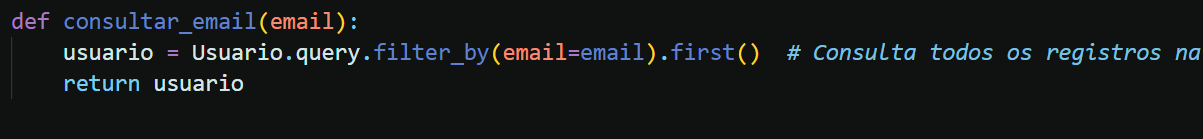 def consultar_email(email):
    usuario = Usuario.query.filter_by(email=email).first()  # Consulta todos os registros na
    return usuario